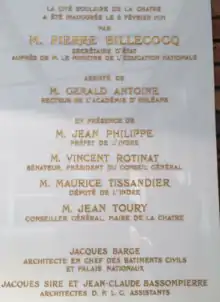 LA CITÉ SCOLAIRE DE LA CHATRE
A ÉTÉ INAUGURÉE LE 8 FÉVRIER 1971
PAR
M. PIERRE BILLECOCQ
SECRÉTAIRE D'ÉTAT
AUPRÈS DE M. LE MINISTRE DE L'ÉDUCATION NATIONALE
ASSISTÉ DE
M. GERALD ANTOINE
RECTEUR DE L'ACADÉMIE D'ORLÉANS
EN PRÉSENCE DE
M. JEAN PHILIPPE
PRÉFET DE L'INDRE
M. VINCENT ROTINAT
SÉNATEUR, PRÉSIDENT DU CONSEIL GÉNÉRAL
M. MAURICE TISSANDIER
DÉPUTÉ DE L'INDRE
M. JEAN TOURY
CONSEILLER GÉNÉRAL, MAIRE DE LA CHATRE
JACQUES BARGE
ARCHITECTE EN CHEF DES BATIMENTS CIVILS
ET PALAIS NATIONAUX
JACQUES SIRE ET JEAN-CLAUDE BASSOMPIERRE
ARCHITECTES D. P. L. G. ASSISTANTS